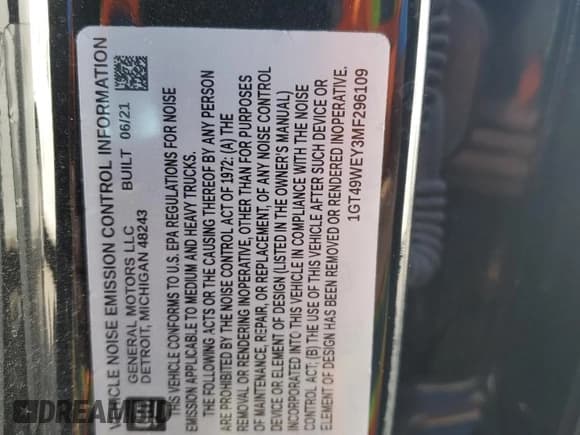 VEHICLE NOISE EMISSION CONTROL INFORMATION
GENERAL MOTORS LLC
DETROIT, MICHIGAN 48243
BUILT 06/21
THIS VEHICLE CONFORMS TO U.S. EPA REGULATIONS FOR NOISE
EMISSION APPLICABLE TO MEDIUM AND HEAVY TRUCKS.
THE FOLLOWING ACTS OR THE CAUSING THEREOF BY ANY PERSON
ARE PROHIBITED BY THE NOISE CONTROL ACT OF 1972: (A) THE
REMOVAL OR RENDERING INOPERATIVE, OTHER THAN FOR PURPOSES
OF MAINTENANCE, REPAIR, OR REPLACEMENT, OF ANY NOISE CONTROL
DEVICE OR ELEMENT OF DESIGN (LISTED IN THE OWNER'S MANUAL)
INCORPORATED INTO THIS VEHICLE IN COMPLIANCE WITH THE NOISE
CONTROL ACT; (B) THE USE OF THIS VEHICLE AFTER SUCH DEVICE OR
ELEMENT OF DESIGN HAS BEEN REMOVED OR RENDERED INOPERATIVE.
1GT49WEY3MF296109
DREAMBID